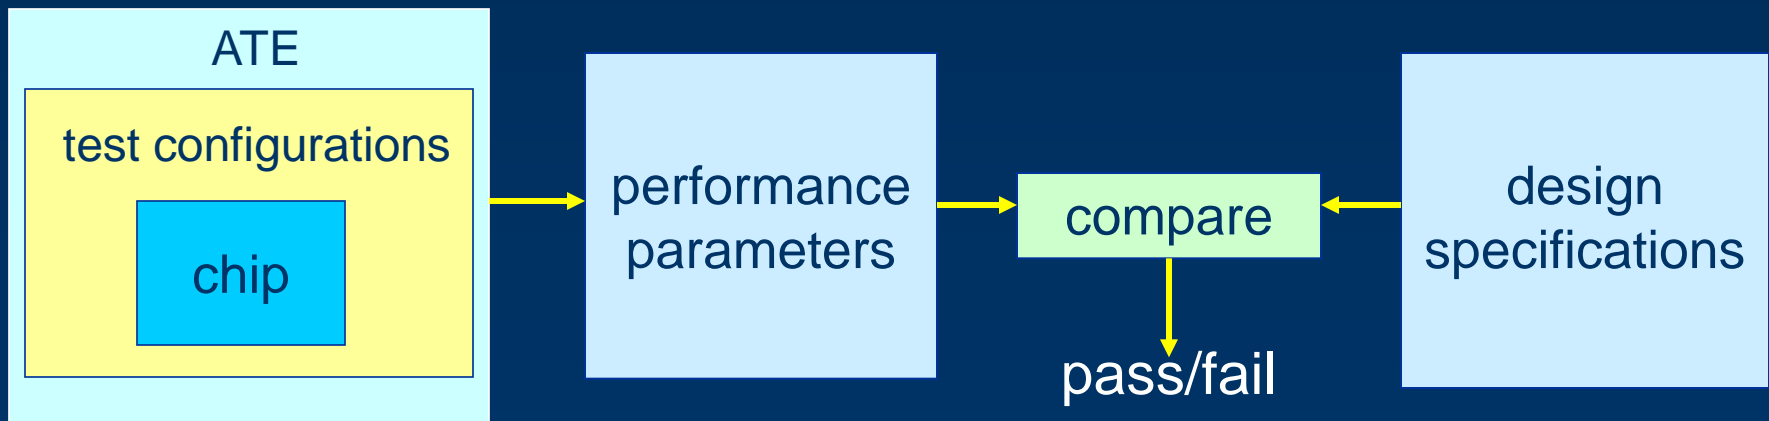 ATE
test configurations
chip
performance
parameters
compare
pass/fail
design
specifications